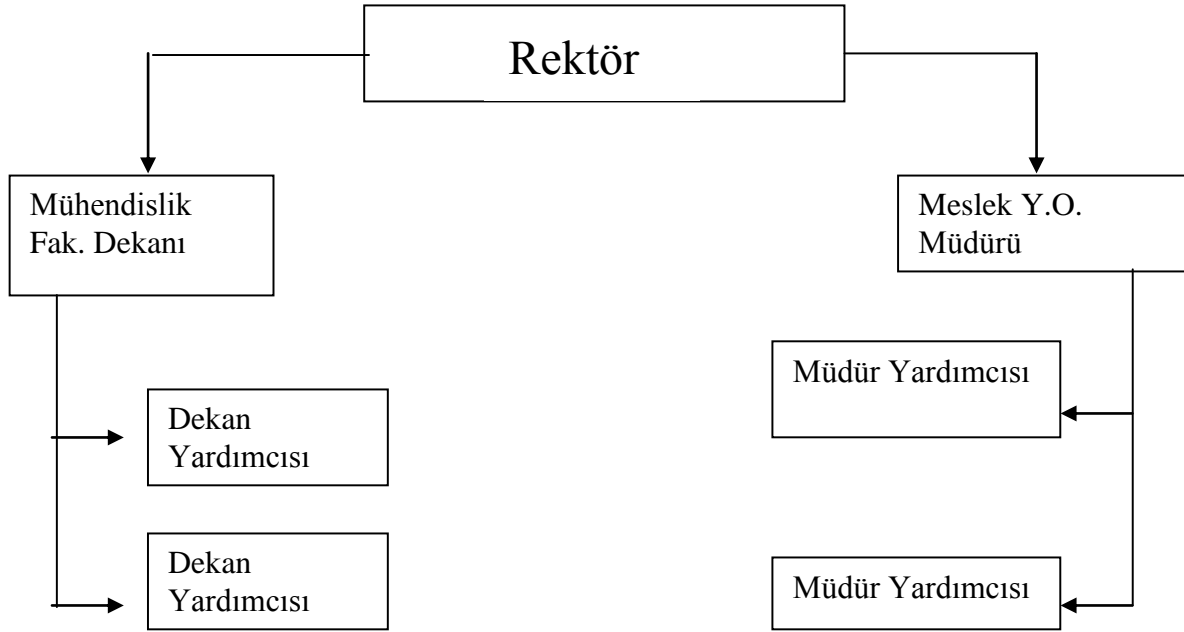 Rektör
Mühendislik
Fak. Dekanı
Meslek Y.O.
Müdürü
Müdür Yardımcısı
Dekan
Yardımcısı
Dekan
Yardımcısı
Müdür Yardımcısı